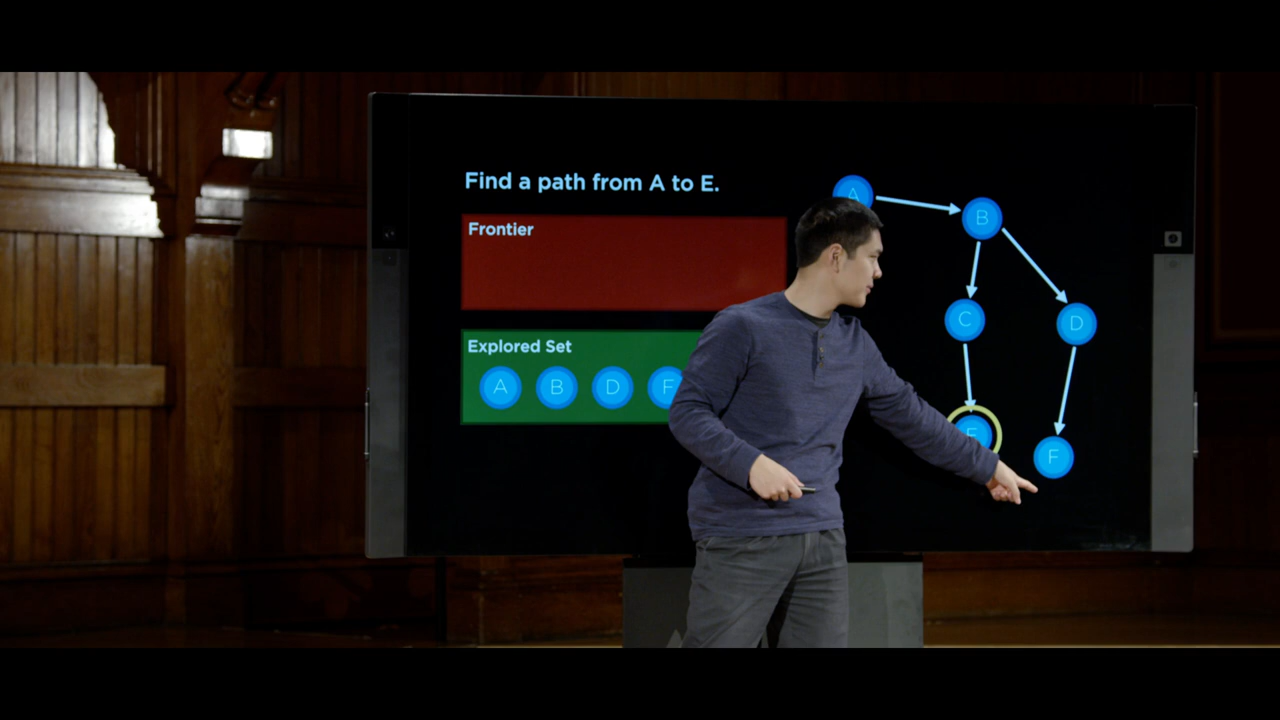 Find a path from A to E.
Frontier
Explored Set
A B D F
A
B
C
D
E
F